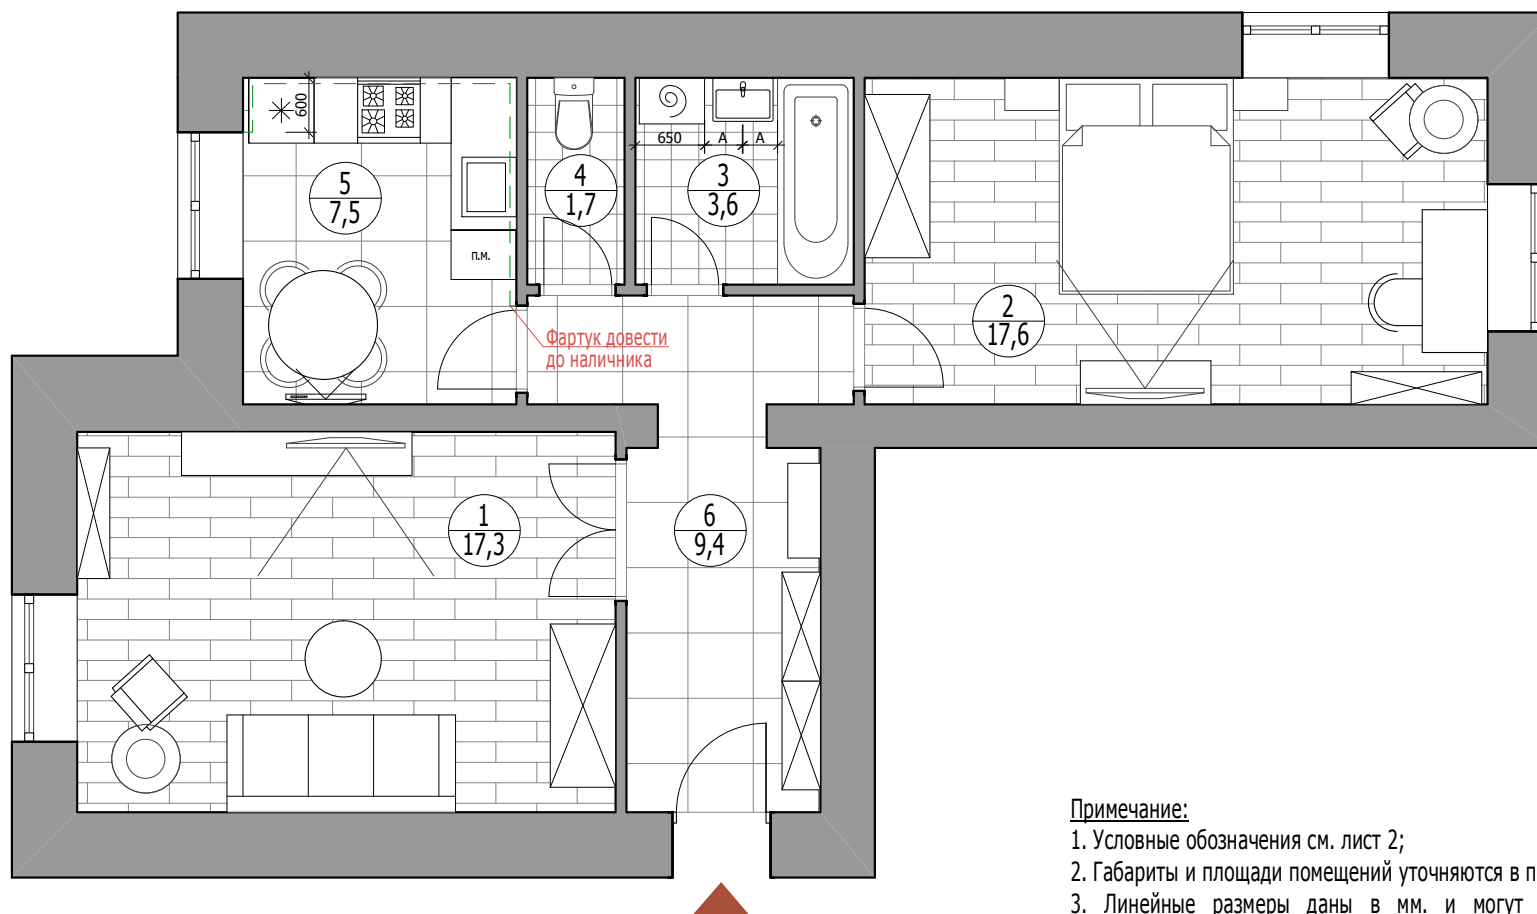 600
5
7,5
п.м.
4
1,7
650 А А
3
3,6
2
17,6
Фартук довести
до наличника
1
17,3
6
9,4
Примечание:
1. Условные обозначения см. лист 2;
2. Габариты и площади помещений уточняются в п
3. Линейные размеры даны в мм. и могут